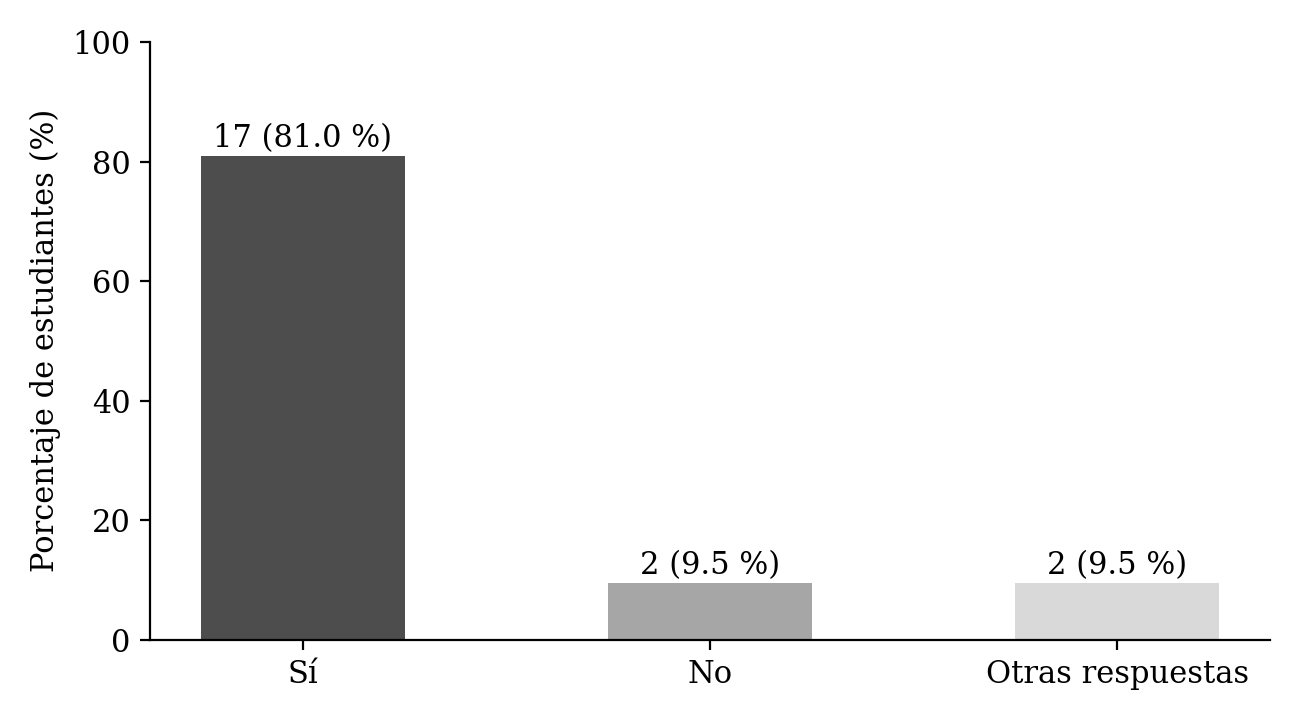 Porcentaje de estudiantes (%)
100
80
60
40
20
0
17 (81.0 %)
2 (9.5 %)
2 (9.5 %)
Sí
No
Otras respuestas